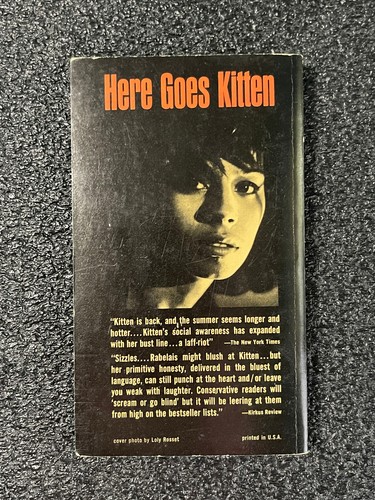 Here Goes Kitten
"Kitten is back, and the summer seems longer and
hotter....Kitten's social awareness has expanded
with her bust line...a laff-riot" —The New York Times
"Sizzles....Rabelais might blush at Kitten...but
her primitive honesty, delivered in the bluest of
language, can still punch at the heart and/or leave
you weak with laughter. Conservative readers will
'scream or go blind' but it will be leering at them
from high on the bestseller lists." —Kirkus Review
cover photo by Loly Rosset
printed in U.S.A.